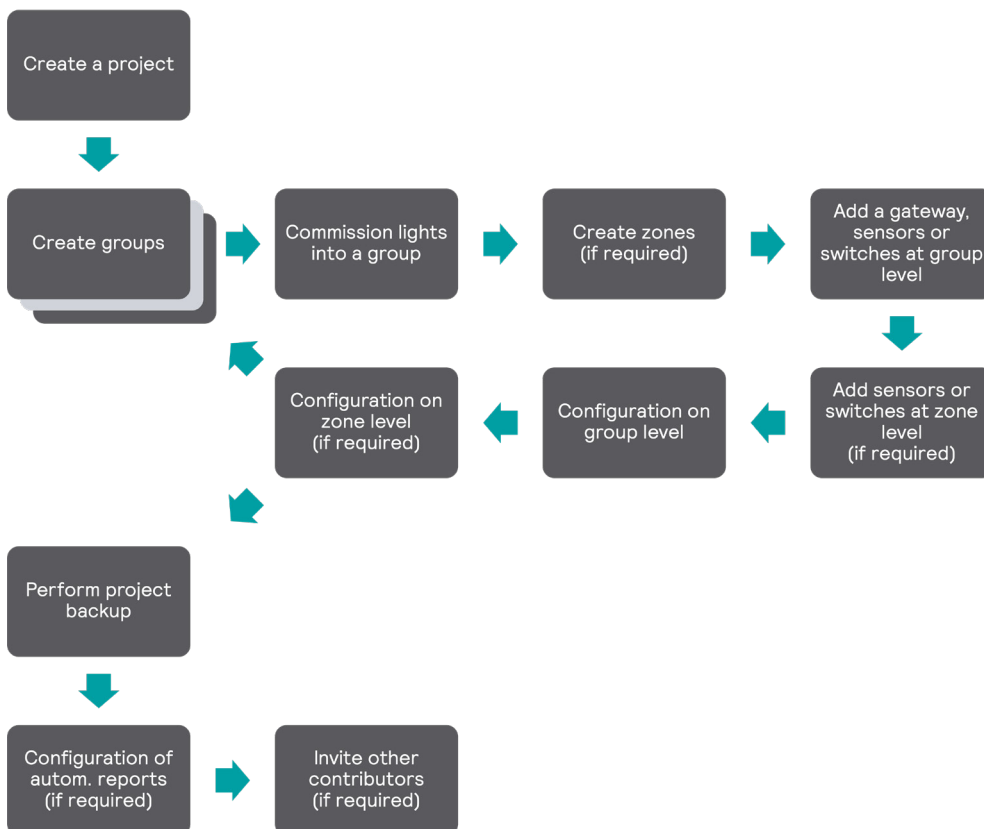 Create a project
Create groups
Commission lights
into a group
Create zones
(if required)
Add a gateway,
sensors or
switches at group
level
Configuration on
zone level
(if required)
Configuration on
group level
Add sensors or
switches at zone
level
(if required)
Perform project
backup
Configuration of
autom. reports
(if required)
Invite other
contributors
(if required)